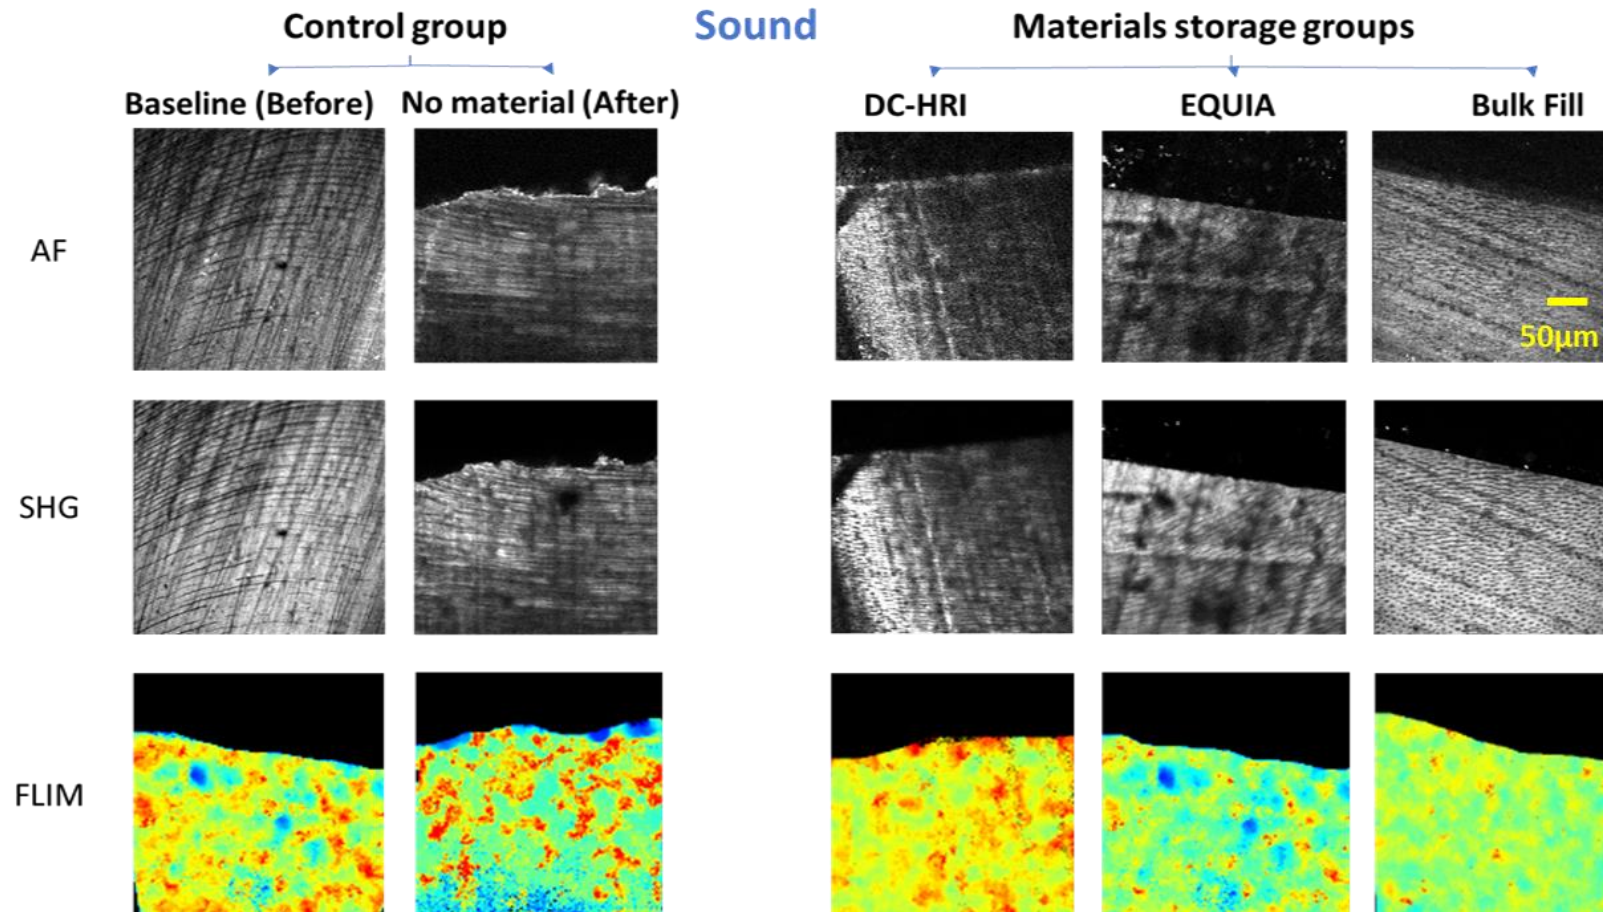 Control group
Sound
Materials storage groups
Baseline (Before)
No material (After)
DC-HRI
EQUIA
Bulk Fill
AF
50µm
SHG
FLIM